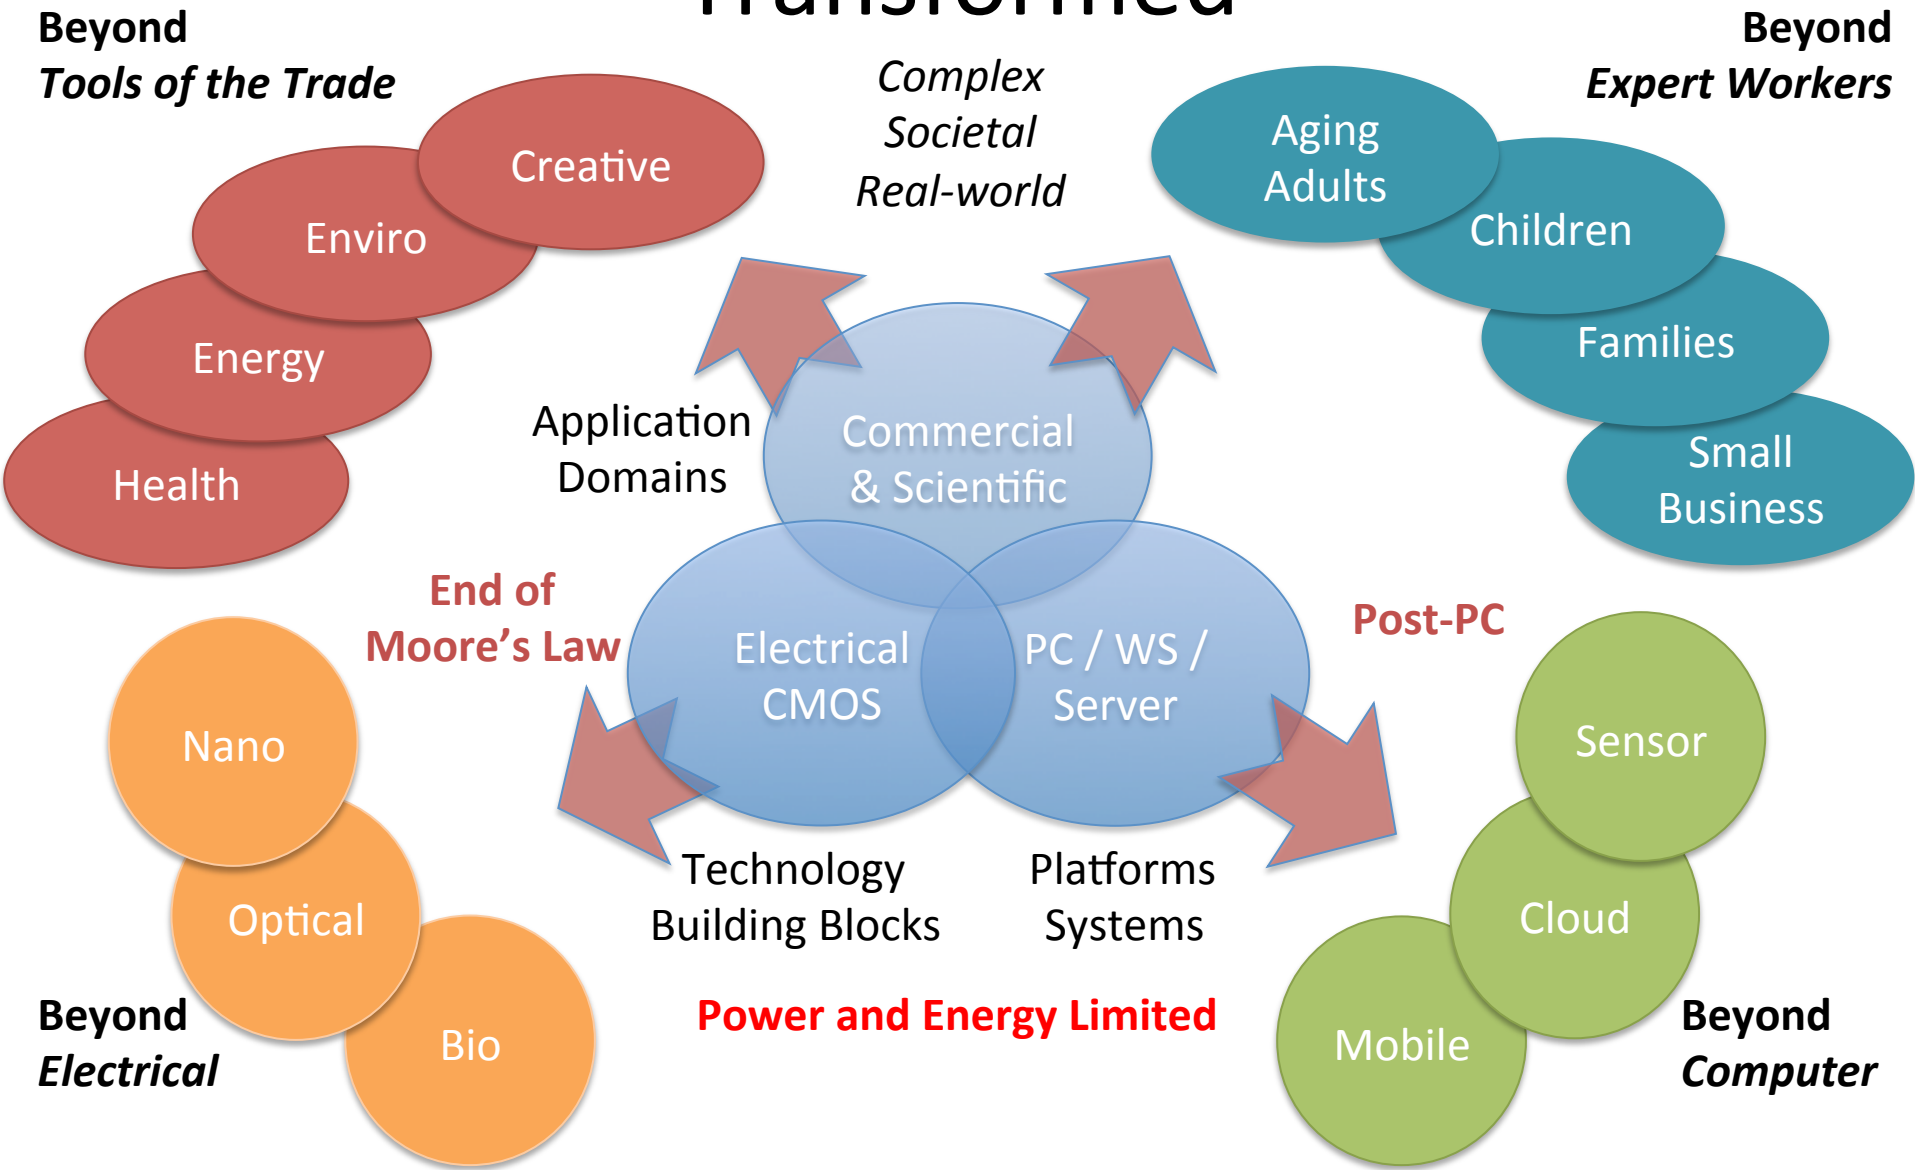 Transformed
Beyond
Tools of the Trade
Complex
Societal
Real-world
Beyond
Expert Workers
Creative
Enviro
Energy
Health
Aging
Adults
Children
Families
Small
Business
Application
Domains
Commercial
& Scientific
End of
Moore's Law
Electrical
CMOS
PC / WS /
Server
Post-PC
Nano
Optical
Bio
Sensor
Cloud
Mobile
Technology
Building Blocks
Platforms
Systems
Power and Energy Limited
Beyond
Electrical
Beyond
Computer